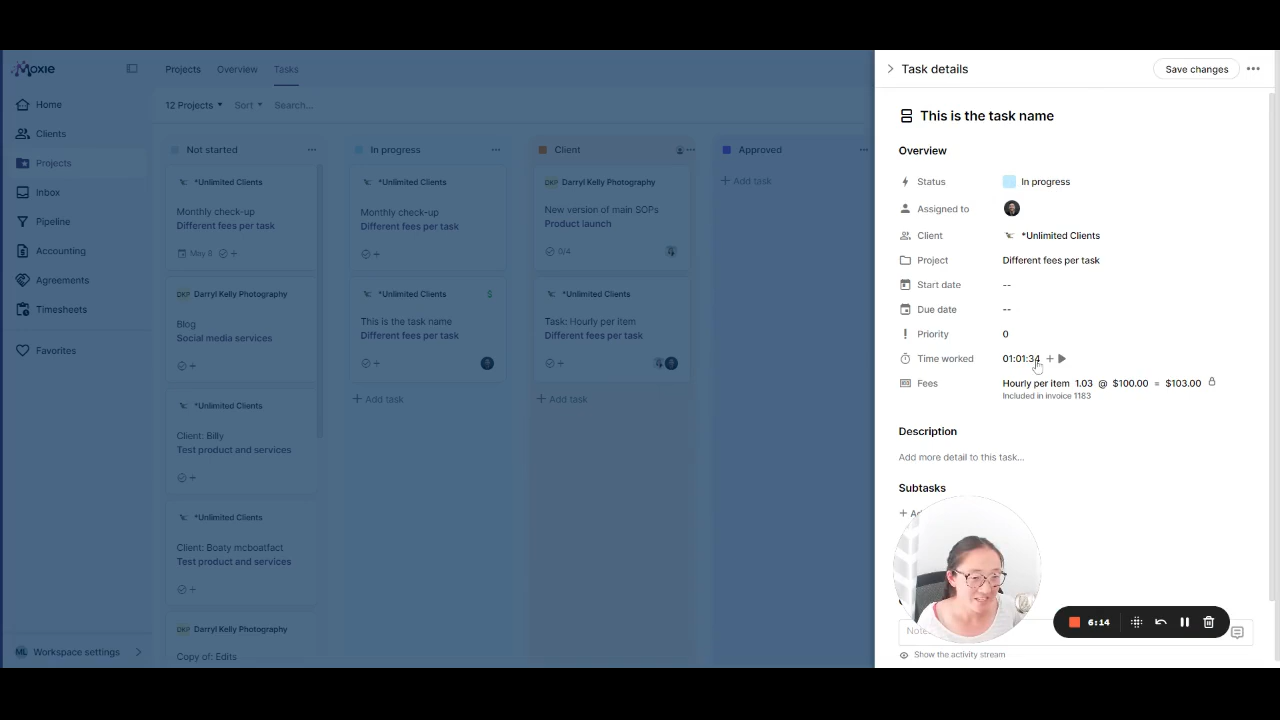 Moxie
Home
Clients
Projects
Inbox
Pipeline
Accounting
Agreements
Timesheets
Favorites
ML Workspace settings
Projects Overview Tasks
12 Projects Sort Search...
Not started
*Unlimited Clients
Monthly check-up
Different fees per task
May 6
DKP Darryl Kelly Photography
Blog
Social media services
*Unlimited Clients
Client: Billy
Test product and services
*Unlimited Clients
Client: Boaty mcboatfact
Test product and services
DKP Darryl Kelly Photography
Copy of: Edits
In progress
*Unlimited Clients
Monthly check-up
Different fees per task
*Unlimited Clients $
This is the task name
Different fees per task
+ Add task
Client
DKP Darryl Kelly Photography
New version of main SOPs
Product launch
0/4
*Unlimited Clients
Task: Hourly per item
Different fees per task
+ Add task
Approved
+ Add task
Task details Save changes
This is the task name
Overview
Status In progress
Assigned to
Client *Unlimited Clients
Project Different fees per task
Start date --
Due date --
Priority 0
Time worked 01:01:34 +
Fees Hourly per item 1.03 @ $100.00 = $103.00
Included in invoice 1183
Description
Add more detail to this task...
Subtasks
6:14
Show the activity stream